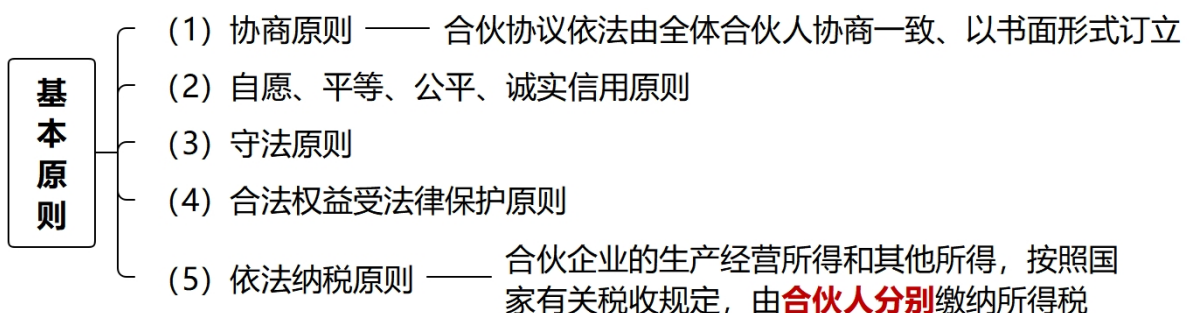 基本原则
（1）协商原则 —— 合伙协议依法由全体合伙人协商一致、以书面形式订立
（2）自愿、平等、公平、诚实信用原则
（3）守法原则
（4）合法权益受法律保护原则
（5）依法纳税原则 —— 合伙企业的生产经营所得和其他所得，按照国
家有关税收规定，由合伙人分别缴纳所得税